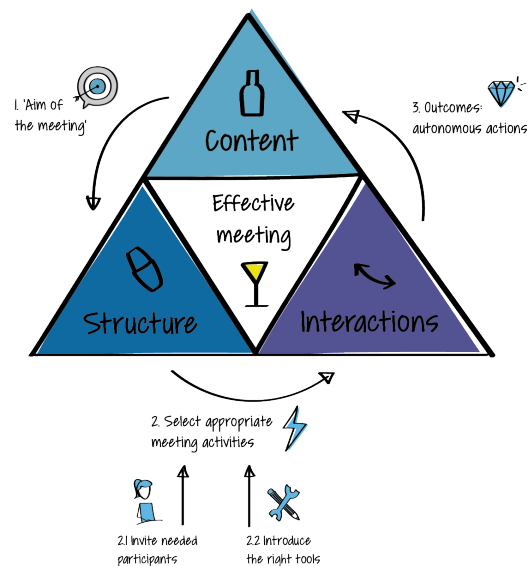 1. 'Aim of
the meeting'
3. Outcomes:
autonomous actions
Content
Effective
meeting
Structure
Interactions
2. Select appropriate
meeting activities
2.1 Invite needed
participants
2.2 Introduce
the right tools